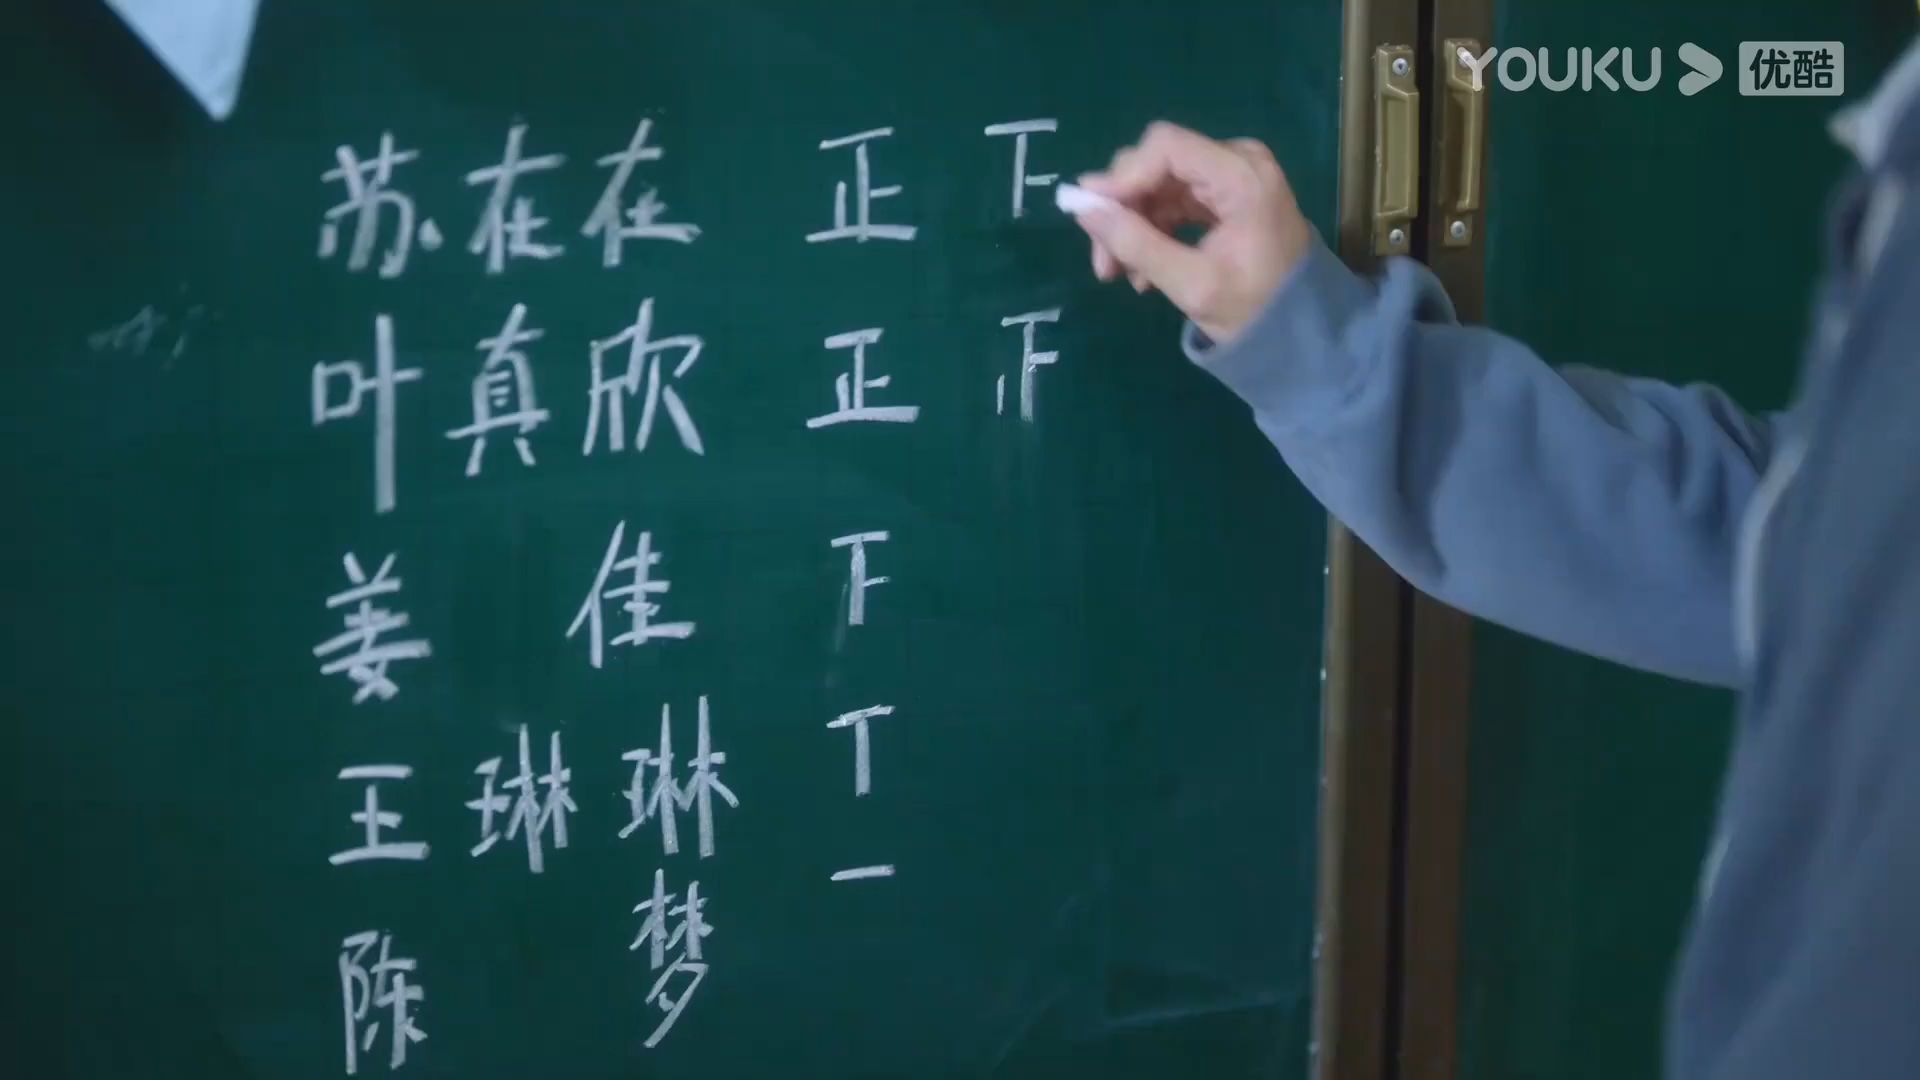 YOUKU 优酷
苏在在 正 下
叶真欣 正
姜佳 下
王琳琳 丅
陈梦 一